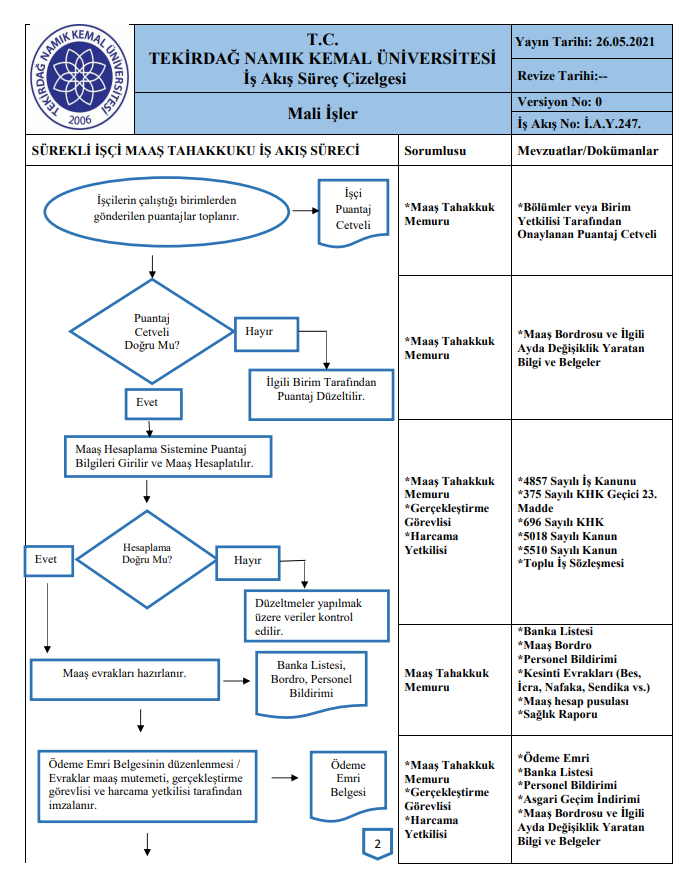 TEKİRDAĞ NAMIK KEMAL ÜNİVERSİTESİ
2006
T.C.
TEKİRDAĞ NAMIK KEMAL ÜNİVERSİTESİ
İş Akış Süreç Çizelgesi
Mali İşler
Yayın Tarihi: 26.05.2021
Revize Tarihi:--
Versiyon No: 0
İş Akış No: İ.A.Y.247.
SÜREKLİ İŞÇİ MAAŞ TAHAKKUKU İŞ AKIŞ SÜRECİ
Sorumlusu
Mevzuatlar/Dokümanlar
İşçilerin çalıştığı birimlerden
gönderilen puantajlar toplanır.
İşçi
Puantaj
Cetveli
*Maaş Tahakkuk
Memuru
*Bölümler veya Birim
Yetkilisi Tarafından
Onaylanan Puantaj Cetveli
Puantaj
Cetveli
Doğru Mu?
Hayır
İlgili Birim Tarafından
Puantaj Düzeltilir.
Evet
*Maaş Tahakkuk
Memuru
*Maaş Bordrosu ve İlgili
Ayda Değişiklik Yaratan
Bilgi ve Belgeler
Maaş Hesaplama Sistemine Puantaj
Bilgileri Girilir ve Maaş Hesaplatılır.
Hesaplama
Doğru Mu?
Evet
Hayır
Düzeltmeler yapılmak
üzere veriler kontrol
edilir.
*Maaş Tahakkuk
Memuru
*Gerçekleştirme
Görevlisi
*Harcama
Yetkilisi
*4857 Sayılı İş Kanunu
*375 Sayılı KHK Geçici 23.
Madde
*696 Sayılı KHK
*5018 Sayılı Kanun
*5510 Sayılı Kanun
*Toplu İş Sözleşmesi
Maaş evrakları hazırlanır.
Banka Listesi,
Bordro, Personel
Bildirimi
Maaş Tahakkuk
Memuru
*Banka Listesi
*Maaş Bordro
*Personel Bildirimi
*Kesinti Evrakları (Bes,
İcra, Nafaka, Sendika vs.)
*Maaş hesap pusulası
*Sağlık Raporu
Ödeme Emri Belgesinin düzenlenmesi /
Evraklar maaş mutemeti, gerçekleştirme
görevlisi ve harcama yetkilisi tarafından
imzalanır.
Ödeme
Emri
Belgesi
2
*Maaş Tahakkuk
Memuru
*Gerçekleştirme
Görevlisi
*Harcama
Yetkilisi
*Ödeme Emri
*Banka Listesi
*Personel Bildirimi
*Asgari Geçim İndirimi
*Maaş Bordrosu ve İlgili
Ayda Değişiklik Yaratan
Bilgi ve Belgeler